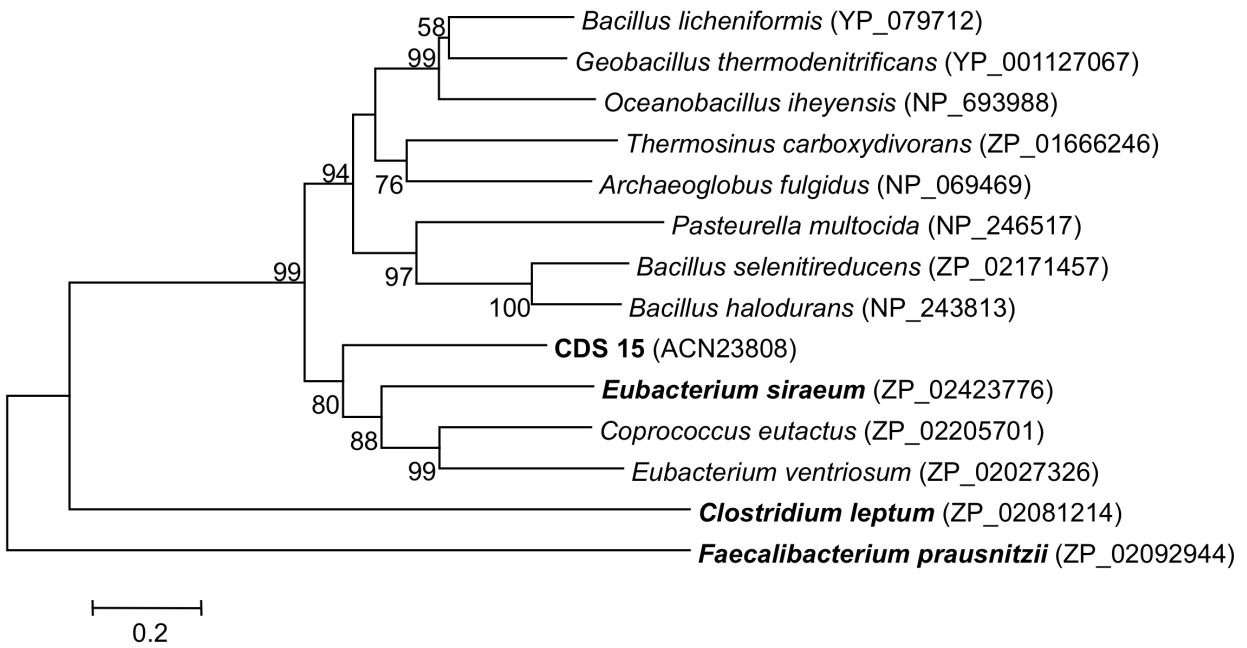 Bacillus licheniformis (YP_079712)
58
Geobacillus thermodenitrificans (YP_001127067)
99
Oceanobacillus iheyensis (NP_693988)
Thermosinus carboxydivorans (ZP_01666246)
94
76
Archaeoglobus fulgidus (NP_069469)
Pasteurella multocida (NP_246517)
99
97
Bacillus selenitireducens (ZP_02171457)
100
Bacillus halodurans (NP_243813)
CDS 15 (ACN23808)
Eubacterium siraeum (ZP_02423776)
80
Coprococcus eutactus (ZP_02205701)
88
99
Eubacterium ventriosum (ZP_02027326)
Clostridium leptum (ZP_02081214)
Faecalibacterium prausnitzii (ZP_02092944)
0.2